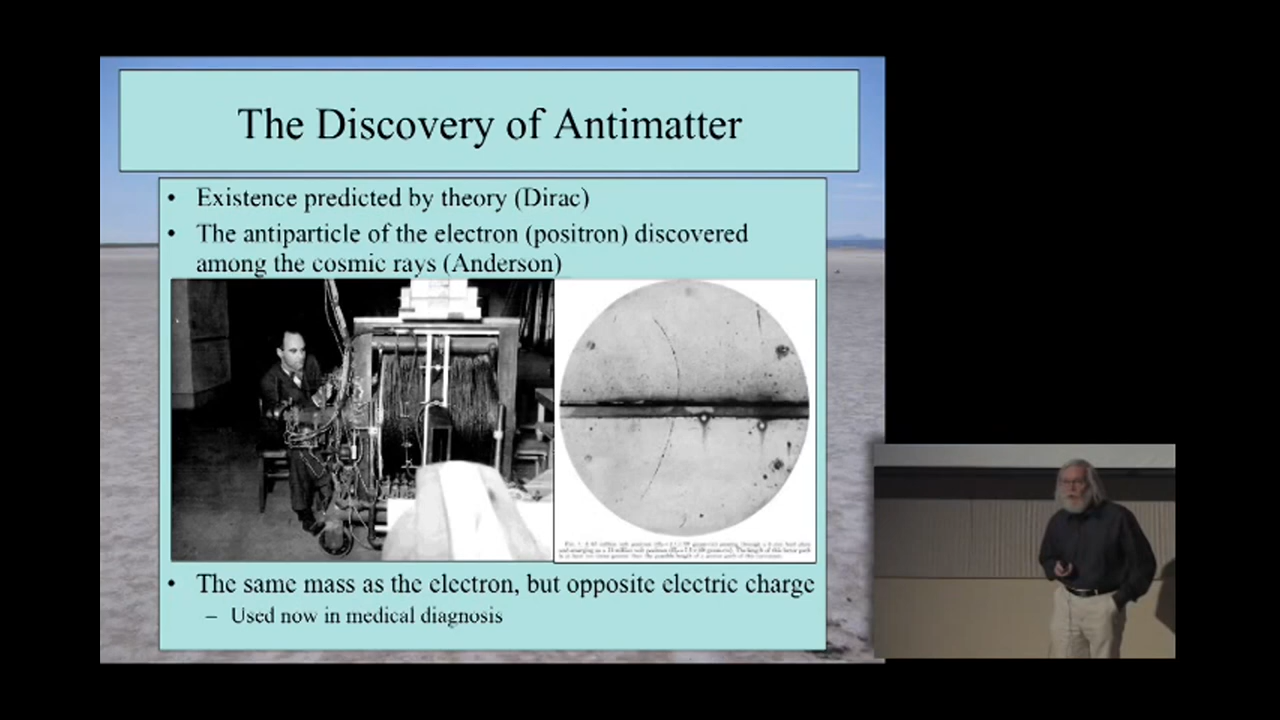 The Discovery of Antimatter
• Existence predicted by theory (Dirac)
• The antiparticle of the electron (positron) discovered
among the cosmic rays (Anderson)
• The same mass as the electron, but opposite electric charge
– Used now in medical diagnosis